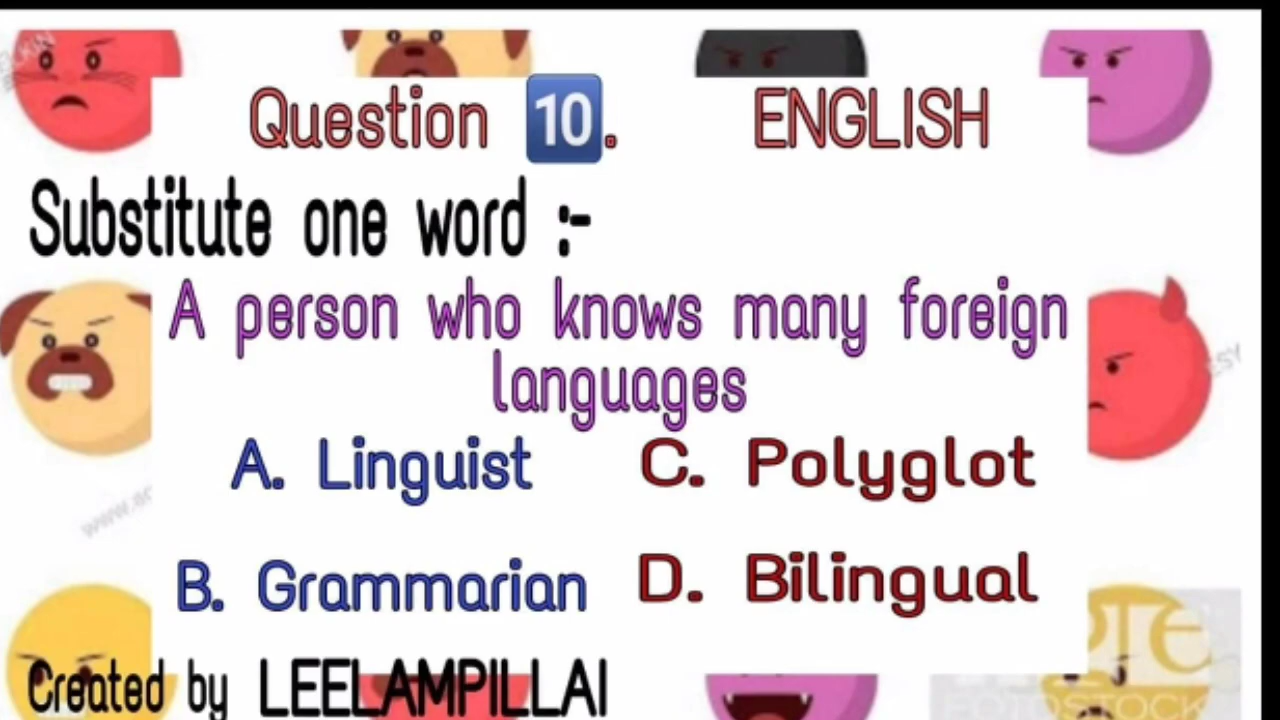 Question 10. ENGLISH
Substitute one word :-
A person who knows many foreign
languages
A. Linguist C. Polyglot
B. Grammarian D. Bilingual
Created by LEELAMPILLAI